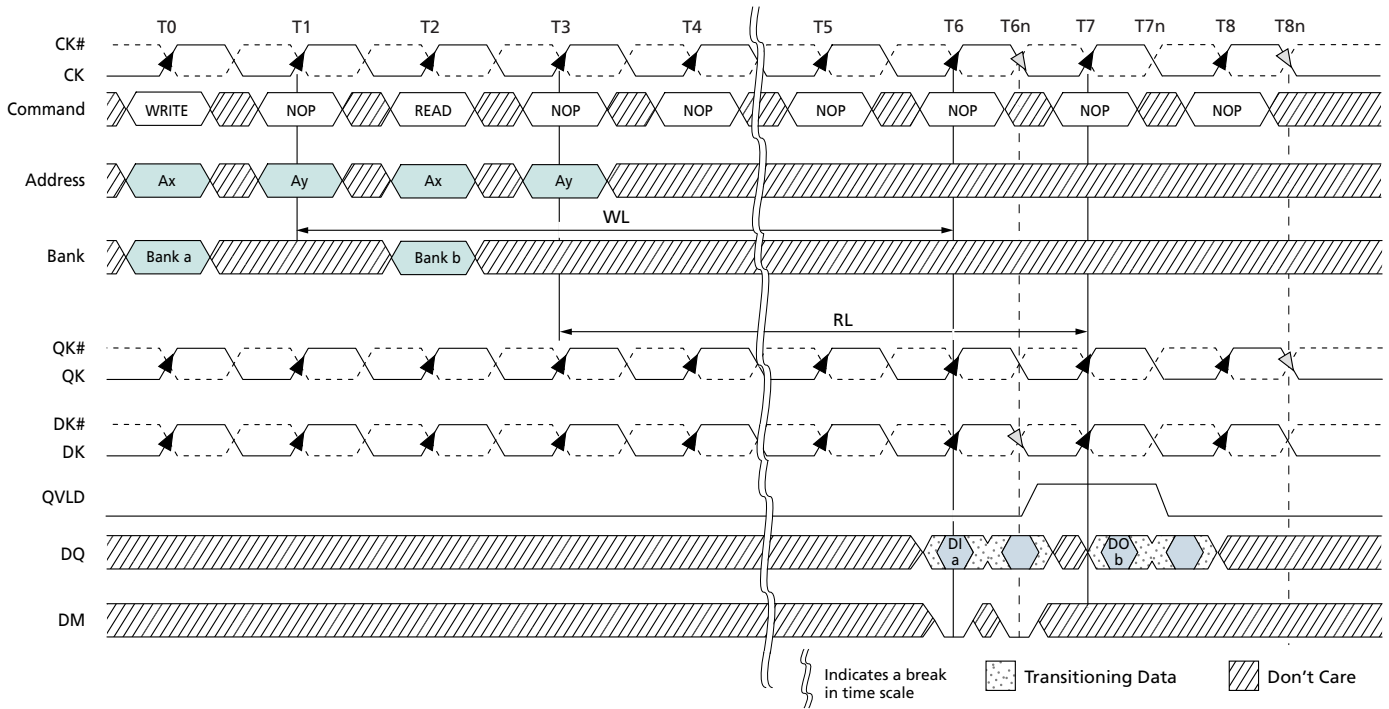 T0 T1 T2 T3 T4 T5 T6 T6n T7 T7n T8 T8n
CK#
CK
Command WRITE NOP READ NOP NOP NOP NOP NOP NOP
Address Ax Ay Ax Ay
WL
Bank Bank a Bank b
RL
QK#
QK
DK#
DK
QVLD
DQ DI a DO b
DM
Indicates a break
in time scale
Transitioning Data
Don't Care